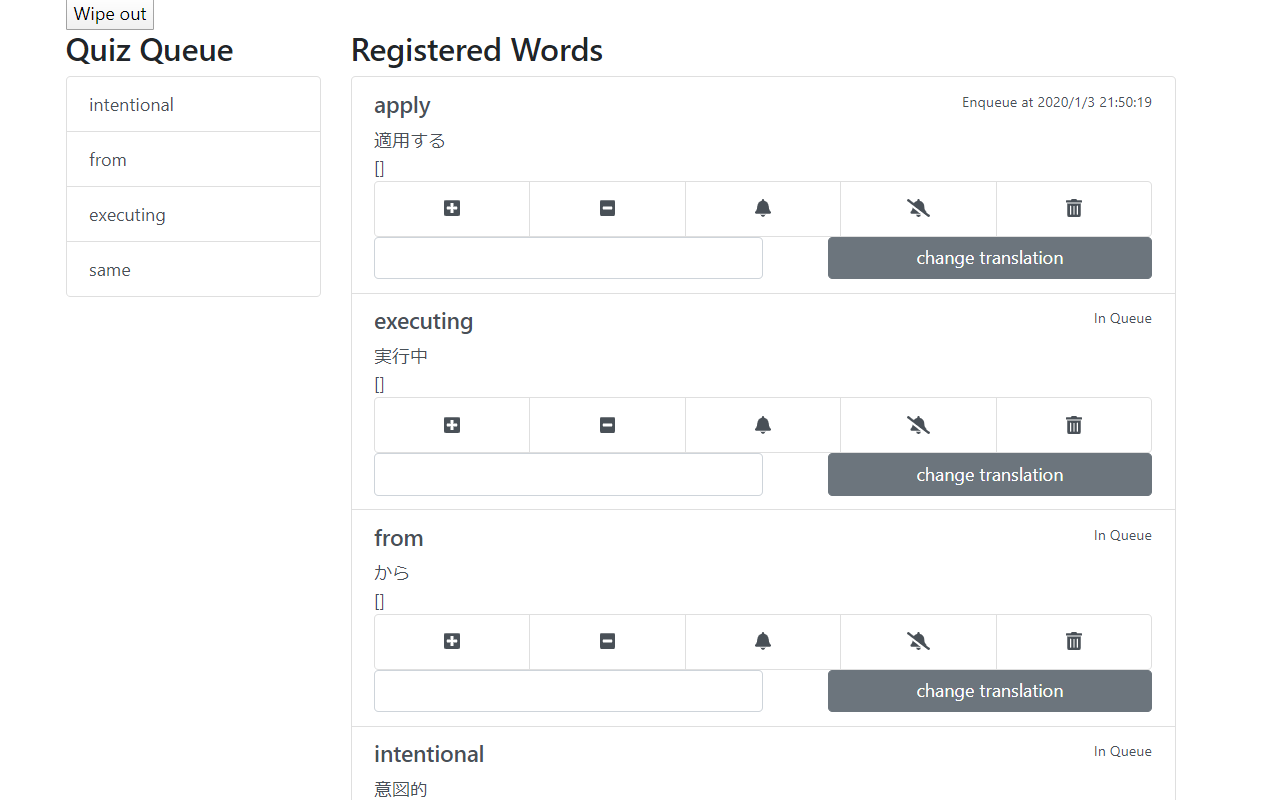 Wipe out
Quiz Queue
intentional
from
executing
same
Registered Words
apply
Enqueue at 2020/1/3 21:50:19
適用する
[]
change translation
executing
In Queue
実行中
[]
change translation
from
In Queue
から
[]
change translation
intentional
In Queue
意図的